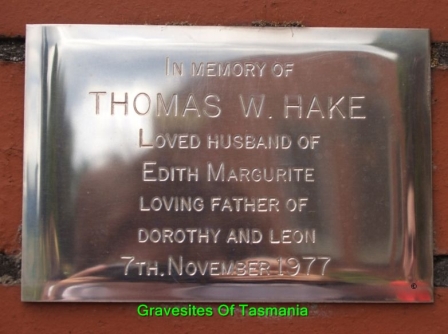 IN MEMORY OF
THOMAS W. HAKE
LOVED HUSBAND OF
EDITH MARGURITE
LOVING FATHER OF
DOROTHY AND LEON
7TH. NOVEMBER 1977
Gravesites Of Tasmania